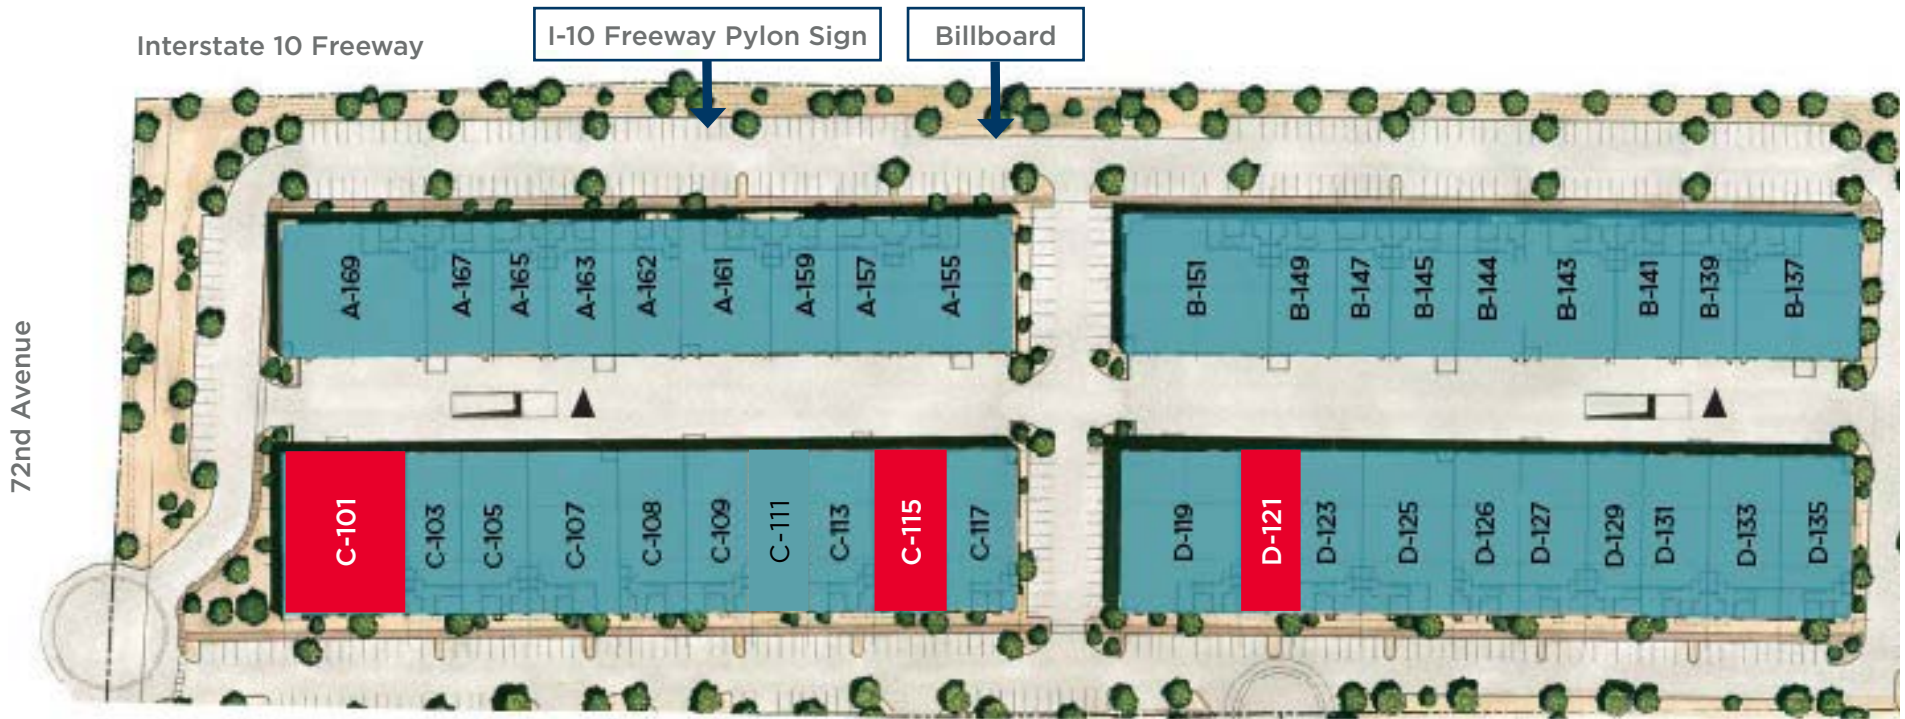 Interstate 10 Freeway
I-10 Freeway Pylon Sign
Billboard
72nd Avenue
A-169
A-167
A-165
A-163
A-162
A-161
A-159
A-157
A-155
B-151
B-149
B-147
B-145
B-144
B-143
B-141
B-139
B-137
C-101
C-103
C-105
C-107
C-108
C-109
C-111
C-113
C-115
C-117
D-119
D-121
D-123
D-125
D-126
D-127
D-129
D-131
D-133
D-135